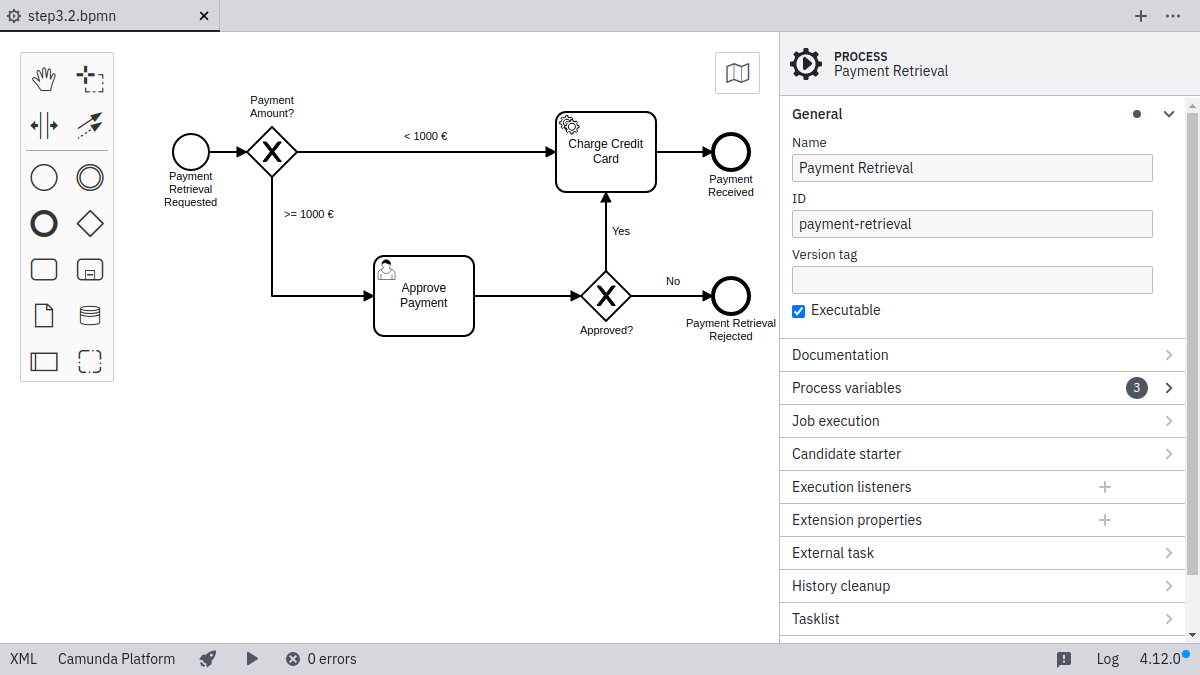 step3.2.bpmn
Payment
Amount?
< 1000 €
Payment
Retrieval
Requested
>= 1000 €
Charge Credit
Card
Payment
Received
Yes
Approve
Payment
Approved?
No
Payment Retrieval
Rejected
PROCESS
Payment Retrieval
General
Name
Payment Retrieval
ID
payment-retrieval
Version tag
Executable
Documentation
Process variables 3
Job execution
Candidate starter
Execution listeners
Extension properties
External task
History cleanup
Tasklist
XML Camunda Platform 0 errors Log 4.12.0